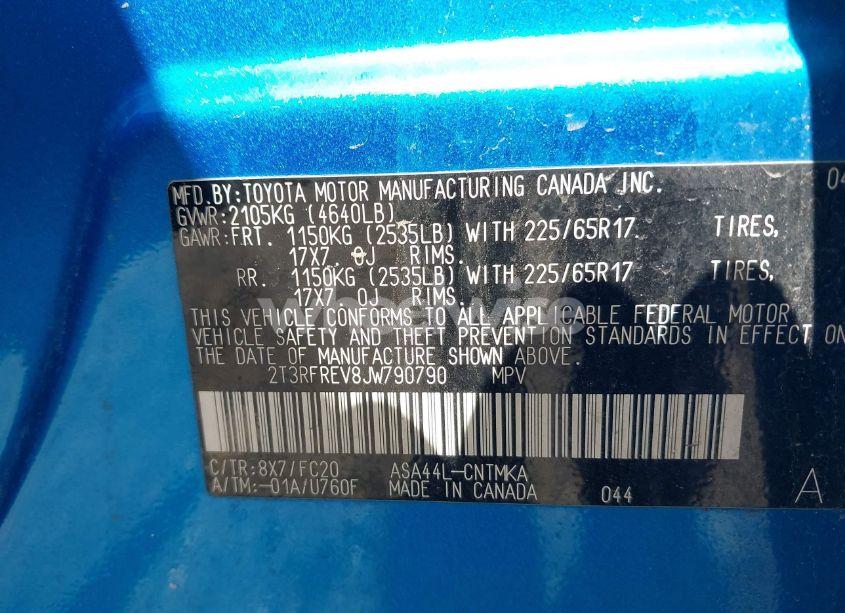 MFD.BY:TOYOTA MOTOR MANUFACTURING CANADA INC. 04
GVWR:2105KG (4640LB)
GAWR:FRT. 1150KG (2535LB) WITH 225/65R17 TIRES,
17X7. 0J RIMS.
RR. 1150KG (2535LB) WITH 225/65R17 TIRES,
17X7. 0J RIMS.
THIS VEHICLE CONFORMS TO ALL APPLICABLE FEDERAL MOTOR
VEHICLE SAFETY AND THEFT PREVENTION STANDARDS IN EFFECT ON
THE DATE OF MANUFACTURE SHOWN ABOVE.
2T3RFREV8JW790790 MPV
C/TR:8X7/FC20 ASA44L-CNTMKA
A/TM:-01A/U760F MADE IN CANADA 044 A